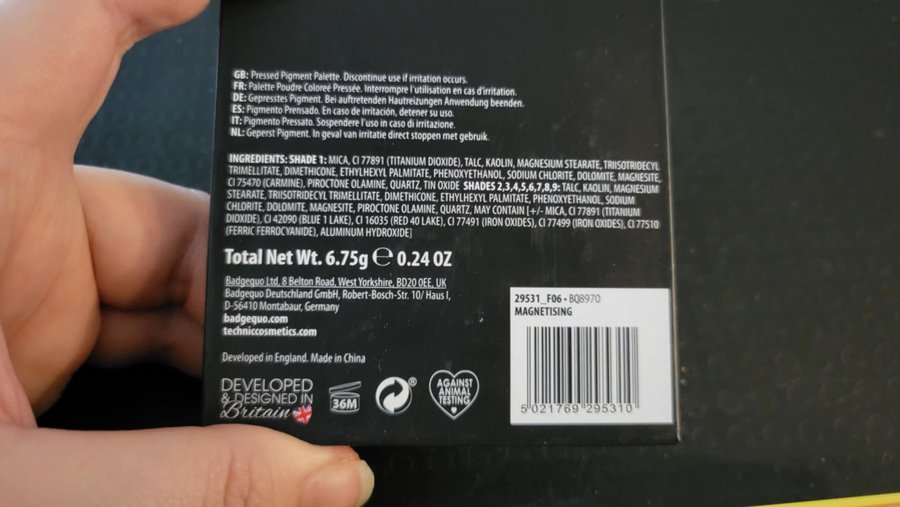 GB: Pressed Pigment Palette. Discontinue use if irritation occurs.
FR: Palette Poudre Coloreé Pressée. Interrompre l'utilisation en cas d'irritation.
DE: Gepresstes Pigment. Bei auftretenden Hautreizungen Anwendung beenden.
ES: Pigmento Prensado. En caso de irritación, detener su uso.
IT: Pigmento Pressato. Sospendere l'uso in caso di irritazione.
NL: Geperst Pigment. In geval van irritatie direct stoppen met gebruik.
INGREDIENTS: SHADE 1: MICA, CI 77891 (TITANIUM DIOXIDE), TALC, KAOLIN, MAGNESIUM STEARATE, TRIISOTRIDECYL
TRIMELLITATE, DIMETHICONE, ETHYLHEXYL PALMITATE, PHENOXYETHANOL, SODIUM CHLORITE, DOLOMITE, MAGNESITE,
CI 75470 (CARMINE), PIROCTONE OLAMINE, QUARTZ, TIN OXIDE SHADES 2,3,4,5,6,7,8,9: TALC, KAOLIN, MAGNESIUM
STEARATE, TRIISOTRIDECYL TRIMELLITATE, DIMETHICONE, ETHYLHEXYL PALMITATE, PHENOXYETHANOL, SODIUM
CHLORITE, DOLOMITE, MAGNESITE, PIROCTONE OLAMINE, QUARTZ, MAY CONTAIN [+/- MICA, CI 77891 (TITANIUM
DIOXIDE), CI 42090 (BLUE 1 LAKE), CI 16035 (RED 40 LAKE), CI 77491 (IRON OXIDES), CI 77499 (IRON OXIDES), CI 77510
(FERRIC FERROCYANIDE), ALUMINUM HYDROXIDE]
Total Net Wt. 6.75g ℮ 0.24 OZ
Badgequo Ltd, 8 Belton Road, West Yorkshire, BD20 0EE, UK
Badgequo Deutschland GmbH, Robert-Bosch-Str. 10/ Haus I,
D-56410 Montabaur, Germany
badgequo.com
techniccosmetics.com
Developed in England. Made in China
DEVELOPED
& DESIGNED IN
Britain
36M
®
AGAINST
ANIMAL
TESTING
29531_F06 - BQ8970
MAGNETISING
5 021769 295310